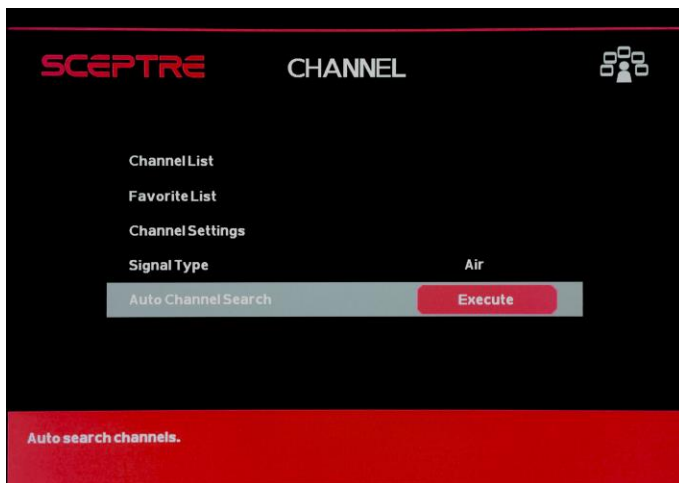 SCEPTRE CHANNEL
Channel List
Favorite List
Channel Settings
Signal Type Air
Auto Channel Search Execute
Auto search channels.